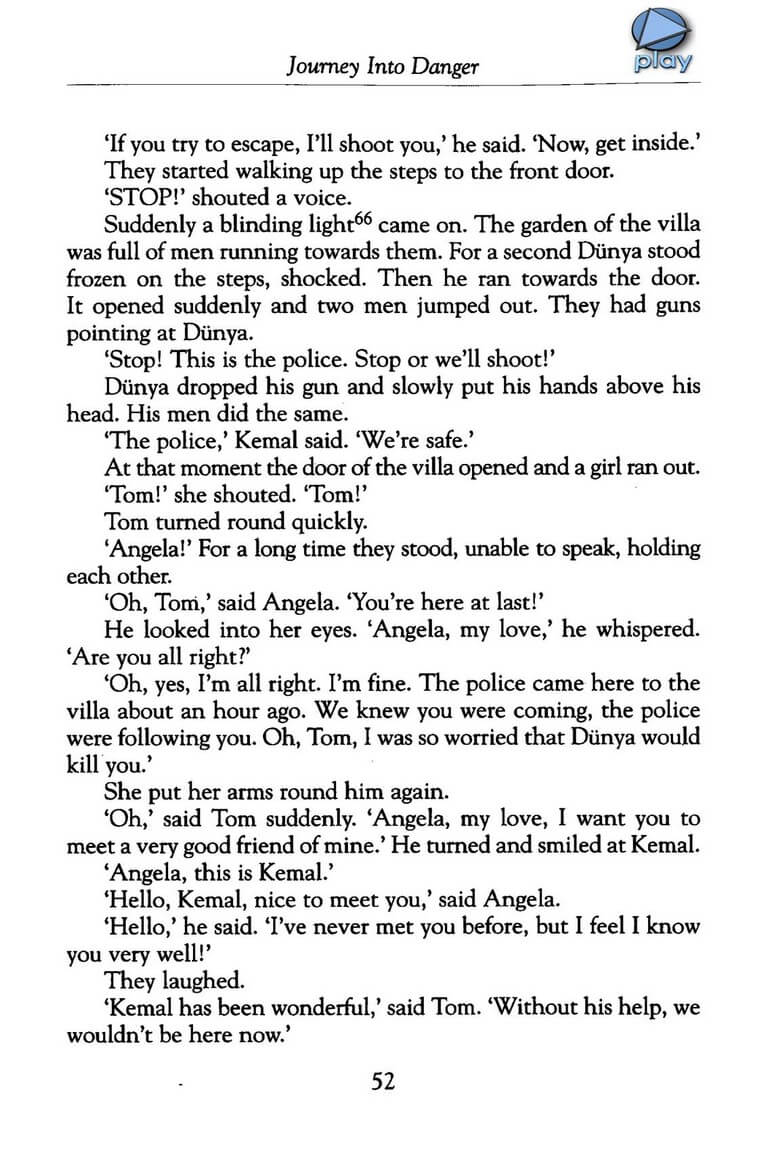 Journey Into Danger
play
‘If you try to escape, I’ll shoot you,’ he said. ‘Now, get inside.’
They started walking up the steps to the front door.
‘STOP!’ shouted a voice.
Suddenly a blinding light66 came on. The garden of the villa
was full of men running towards them. For a second Dünya stood
frozen on the steps, shocked. Then he ran towards the door.
It opened suddenly and two men jumped out. They had guns
pointing at Dünya.
‘Stop! This is the police. Stop or we’ll shoot!’
Dünya dropped his gun and slowly put his hands above his
head. His men did the same.
‘The police,’ Kemal said. ‘We’re safe.’
At that moment the door of the villa opened and a girl ran out.
‘Tom!’ she shouted. ‘Tom!’
Tom turned round quickly.
‘Angela!’ For a long time they stood, unable to speak, holding
each other.
‘Oh, Tom,’ said Angela. ‘You’re here at last!’
He looked into her eyes. ‘Angela, my love,’ he whispered.
‘Are you all right?’
‘Oh, yes, I’m all right. I’m fine. The police came here to the
villa about an hour ago. We knew you were coming, the police
were following you. Oh, Tom, I was so worried that Dünya would
kill you.’
She put her arms round him again.
‘Oh,’ said Tom suddenly. ‘Angela, my love, I want you to
meet a very good friend of mine.’ He turned and smiled at Kemal.
‘Angela, this is Kemal.’
‘Hello, Kemal, nice to meet you,’ said Angela.
‘Hello,’ he said. ‘I’ve never met you before, but I feel I know
you very well!’
They laughed.
‘Kemal has been wonderful,’ said Tom. ‘Without his help, we
wouldn’t be here now.’
52